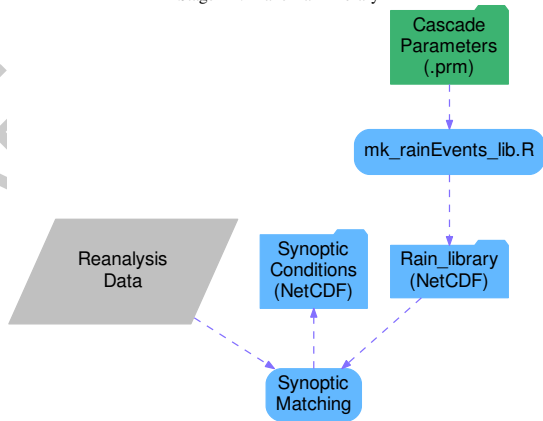 Cascade
Parameters
(.prm)
mk_rainEvents_lib.R
Reanalysis
Data
Synoptic
Conditions
(NetCDF)
Rain_library
(NetCDF)
Synoptic
Matching